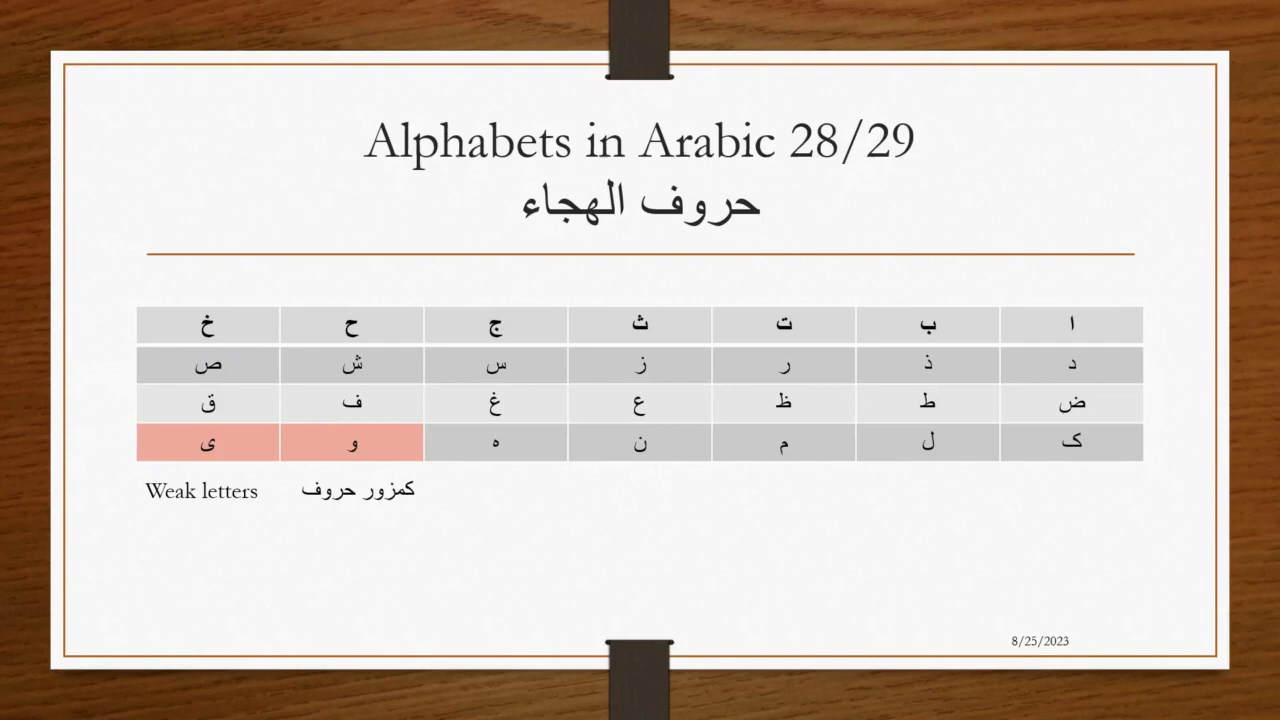 Alphabets in Arabic 28/29
حروف الهجاء
ا ب ت ث ج ح خ
د ذ ر ز س ش ص
ض ط ظ ع غ ف ق
ک ل م ن ه و ى
Weak letters کمزور حروف
8/25/2023